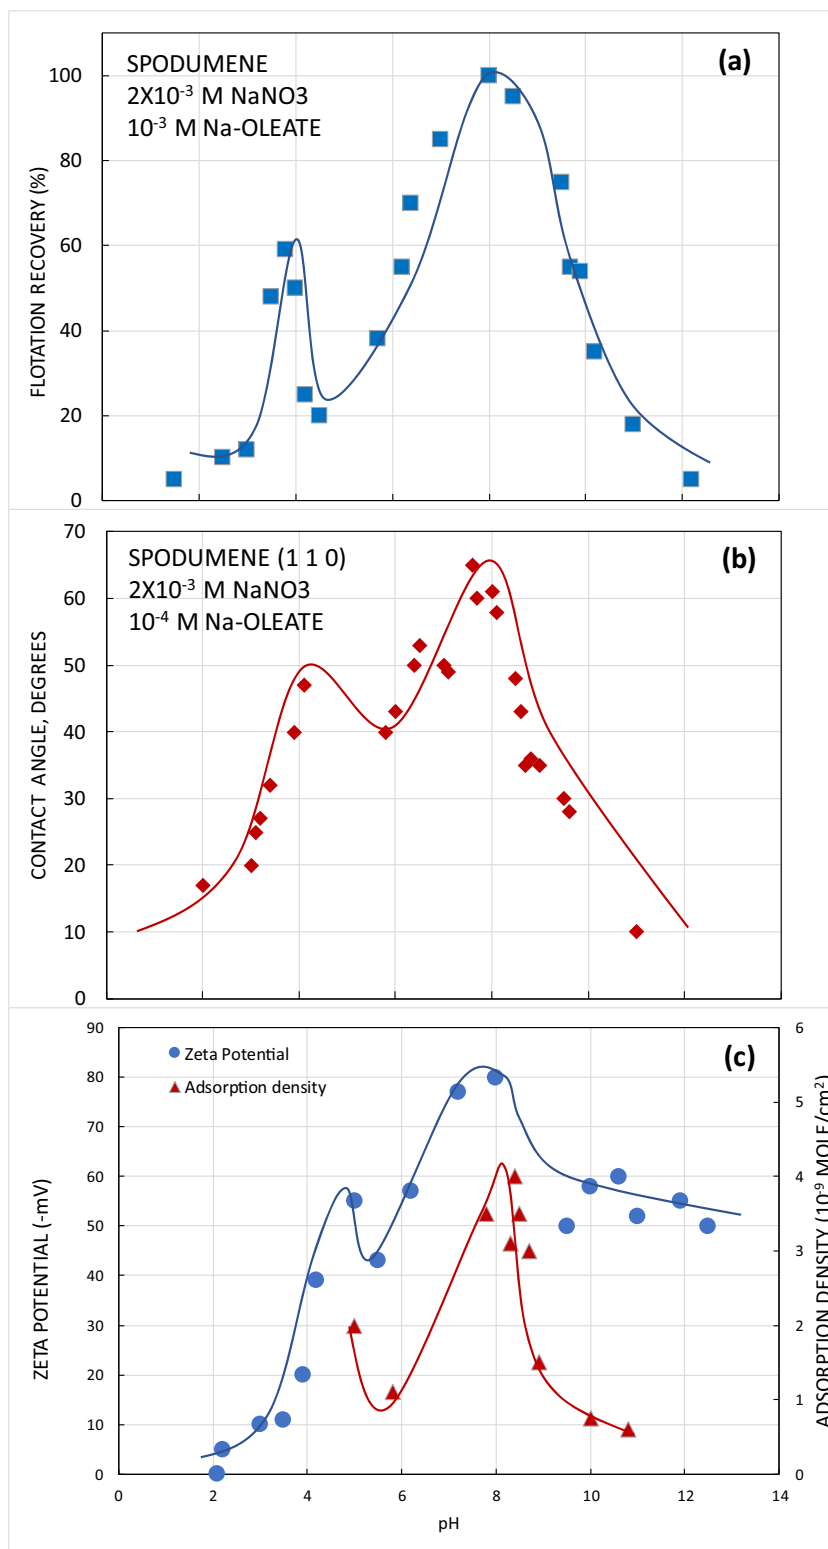 (a)
SPODUMENE
2X10⁻³ M NaNO3
10⁻³ M Na-OLEATE
FLOTATION RECOVERY (%)
100
80
60
40
20
0
(b)
SPODUMENE (1 1 0)
2X10⁻³ M NaNO3
10⁻⁴ M Na-OLEATE
CONTACT ANGLE, DEGREES
70
60
50
40
30
20
10
0
(c)
Zeta Potential
Adsorption density
ZETA POTENTIAL (-mV)
90
80
70
60
50
40
30
20
10
0
ADSORPTION DENSITY (10⁻⁹ MOLE/cm²)
6
5
4
3
2
1
0
0 2 4 6 8 10 12 14
pH